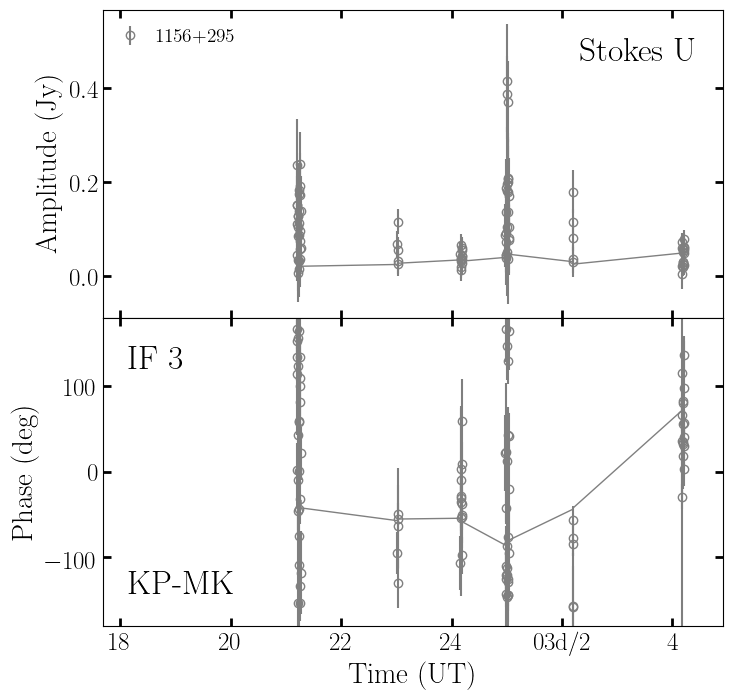 1156+295
Stokes U
Amplitude (Jy)
0.4
0.2
0.0
IF 3
Phase (deg)
100
0
−100
KP-MK
18 20 22 24 03d/2 4
Time (UT)